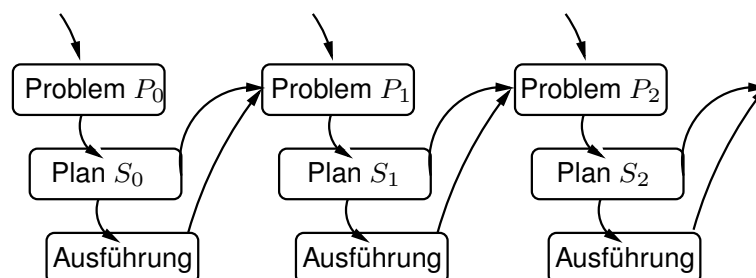 Problem P₀ Problem P₁ Problem P₂
Plan S₀ Plan S₁ Plan S₂
Ausführung Ausführung Ausführung